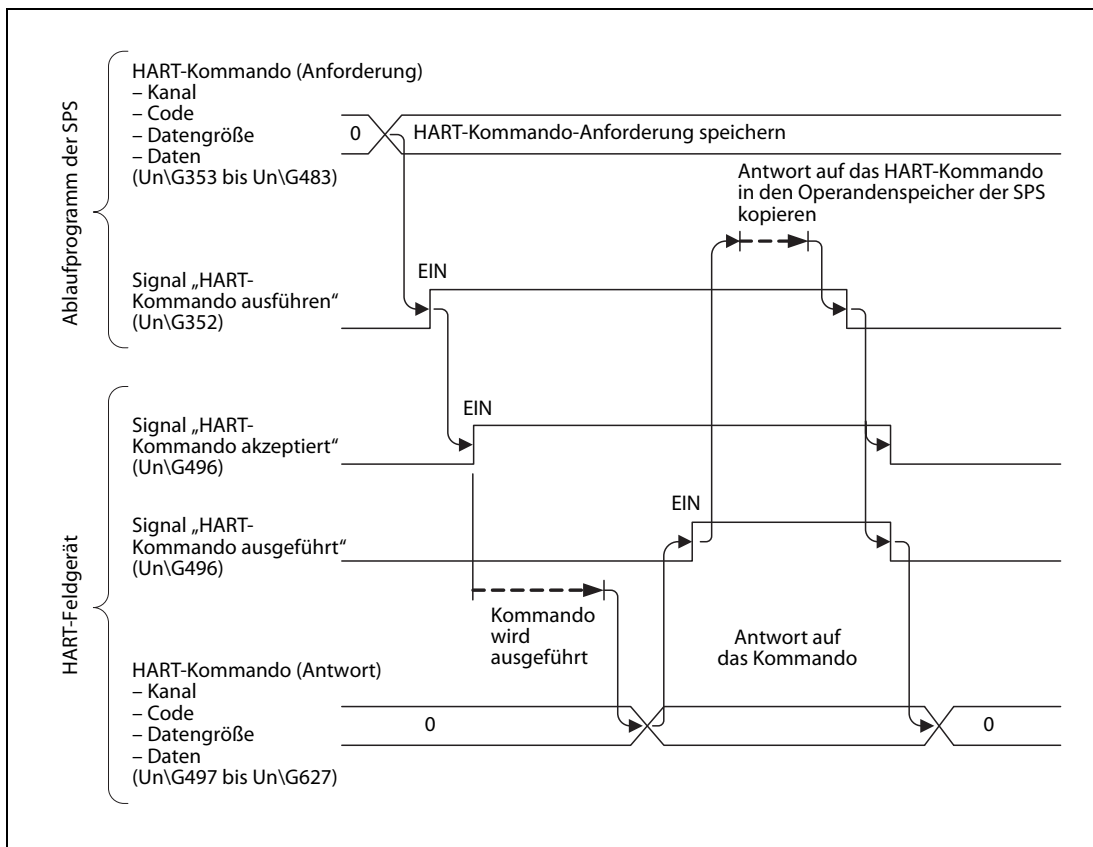 Ablaufprogramm der SPS
HART-Kommando (Anforderung)
– Kanal
– Code
– Datengröße
– Daten
(Un\G353 bis Un\G483)
0
HART-Kommando-Anforderung speichern
Antwort auf das HART-Kommando
in den Operandenspeicher der SPS
kopieren
EIN
Signal „HART-
Kommando ausführen“
(Un\G352)
HART-Feldgerät
EIN
Signal „HART-
Kommando akzeptiert“
(Un\G496)
EIN
Signal „HART-
Kommando ausgeführt“
(Un\G496)
Kommando
wird
ausgeführt
Antwort auf
das Kommando
HART-Kommando (Antwort)
– Kanal
– Code
– Datengröße
– Daten
(Un\G497 bis Un\G627)
0
0